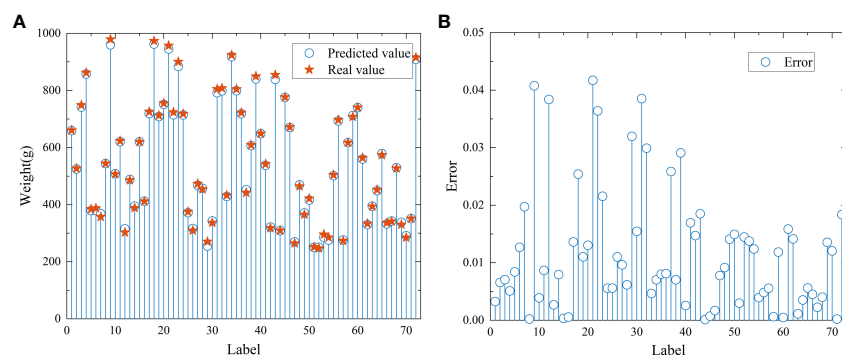 A
Weight(g)
1000
800
600
400
200
0
Predicted value
Real value
0 10 20 30 40 50 60 70
Label
B
Error
0.05
0.04
0.03
0.02
0.01
0.00
Error
0 10 20 30 40 50 60 70
Label